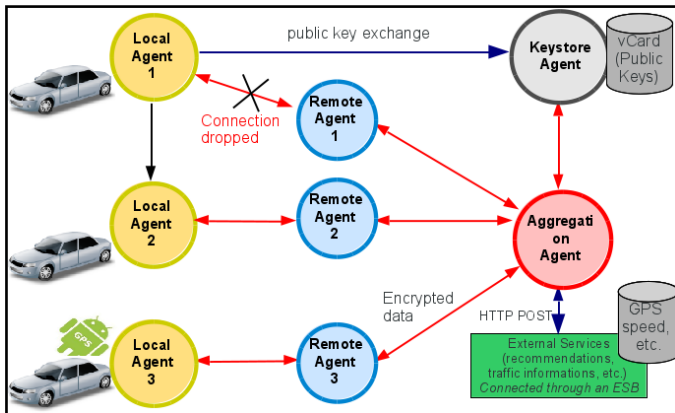 Local
Agent
1
public key exchange
Keystore
Agent
vCard
(Public
Keys)
Connection
dropped
Remote
Agent
1
Local
Agent
2
Remote
Agent
2
Aggregati
on
Agent
Encrypted
data
HTTP POST
GPS
speed,
etc.
GPS
Local
Agent
3
Remote
Agent
3
External Services
(recommendations,
traffic informations, etc.)
Connected through an ESB